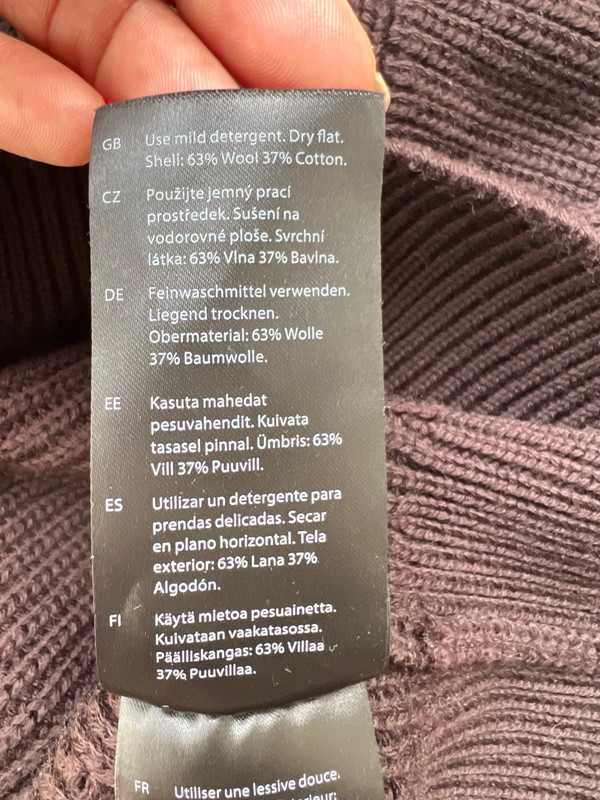 GB Use mild detergent. Dry flat.
Shell: 63% Wool 37% Cotton.
CZ Použijte jemný prací
prostředek. Sušení na
vodorovné ploše. Svrchní
látka: 63% Vlna 37% Bavlna.
DE Feinwaschmittel verwenden.
Liegend trocknen.
Obermaterial: 63% Wolle
37% Baumwolle.
EE Kasuta mahedat
pesuvahendit. Kuivata
tasasel pinnal. Ümbris: 63%
Vill 37% Puuvill.
ES Utilizar un detergente para
prendas delicadas. Secar
en plano horizontal. Tela
exterior: 63% Lana 37%
Algodón.
FI Käytä mietoa pesuainetta.
Kuivataan vaakatasossa.
Päälliskangas: 63% Villaa
37% Puuvillaa.
FR Utiliser une lessive douce.